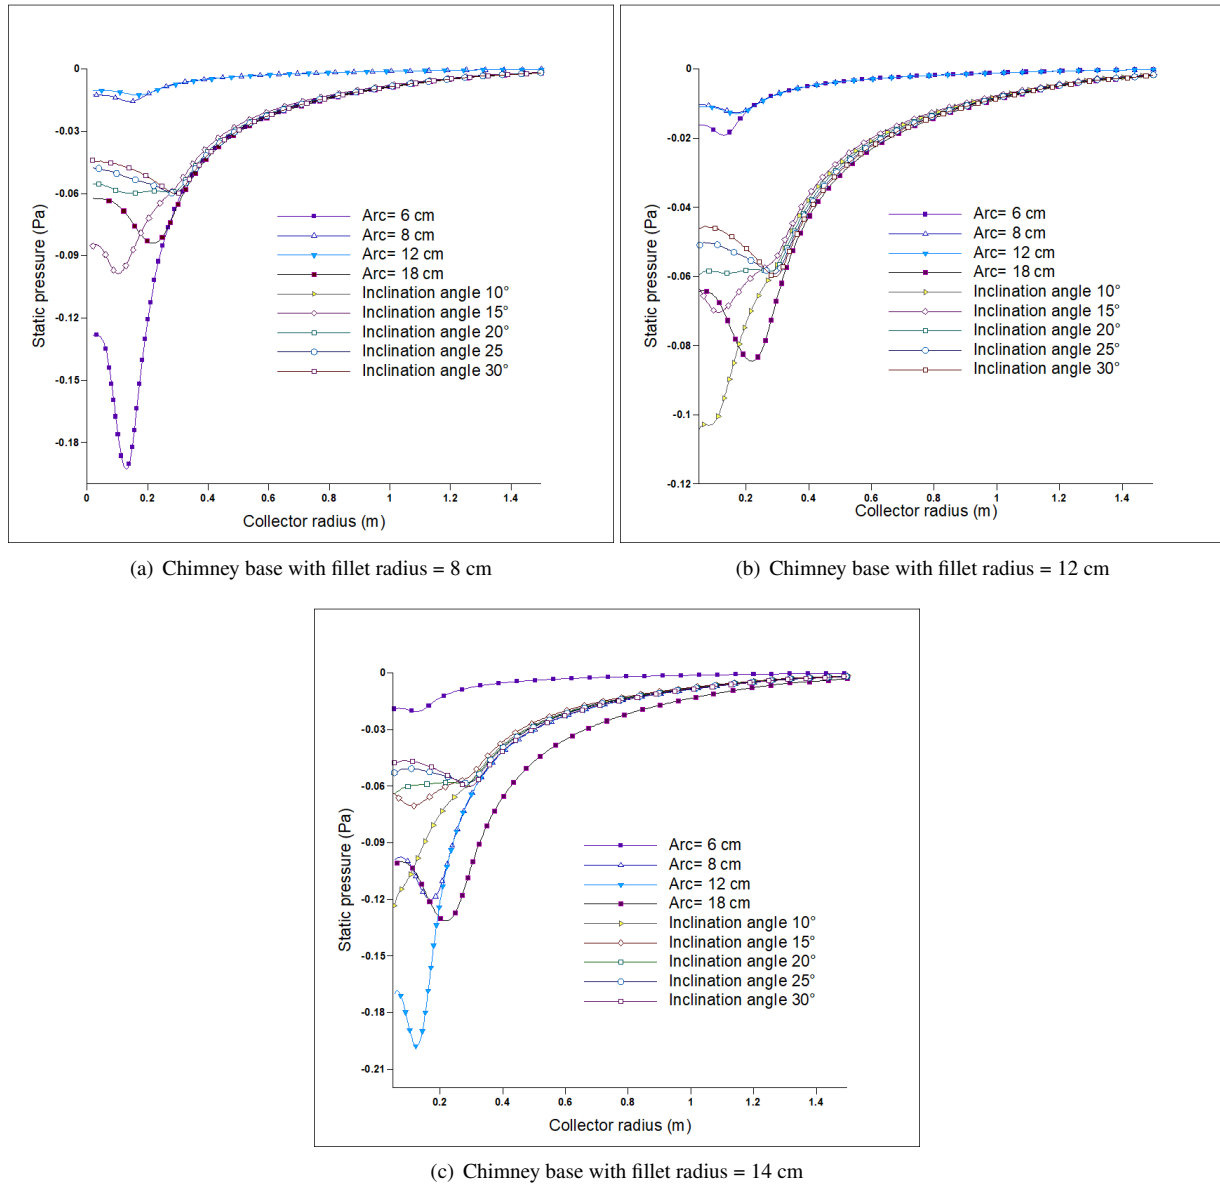 0
-0.03
-0.06
-0.09
-0.12
-0.15
-0.18
Static pressure (Pa)
Arc= 6 cm
Arc= 8 cm
Arc= 12 cm
Arc= 18 cm
Inclination angle 10°
Inclination angle 15°
Inclination angle 20°
Inclination angle 25
Inclination angle 30°
0 0.2 0.4 0.6 0.8 1 1.2 1.4
Collector radius (m)
(a) Chimney base with fillet radius = 8 cm
0
-0.02
-0.04
-0.06
-0.08
-0.1
-0.12
Static pressure (Pa)
Arc= 6 cm
Arc= 8 cm
Arc= 12 cm
Arc= 18 cm
Inclination angle 10°
Inclination angle 15°
Inclination angle 20°
Inclination angle 25°
Inclination angle 30°
0.2 0.4 0.6 0.8 1 1.2 1.4
Collector radius (m)
(b) Chimney base with fillet radius = 12 cm
0
-0.03
-0.06
-0.09
-0.12
-0.15
-0.18
-0.21
Static pressure (Pa)
Arc= 6 cm
Arc= 8 cm
Arc= 12 cm
Arc= 18 cm
Inclination angle 10°
Inclination angle 15°
Inclination angle 20°
Inclination angle 25°
Inclination angle 30°
0.2 0.4 0.6 0.8 1 1.2 1.4
Collector radius (m)
(c) Chimney base with fillet radius = 14 cm